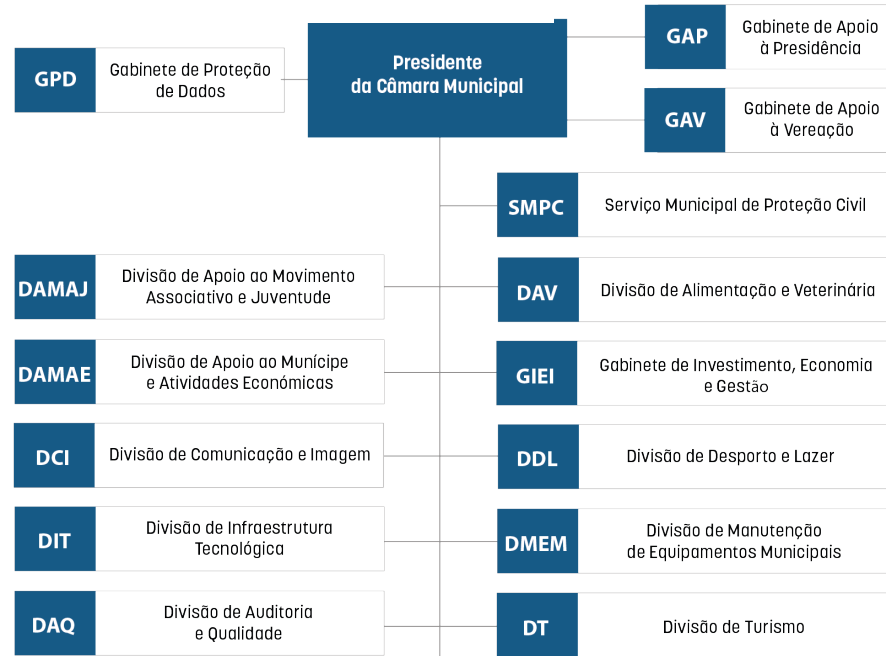 GPD
Gabinete de Proteção
de Dados
Presidente
da Câmara Municipal
GAP
Gabinete de Apoio
à Presidência
GAV
Gabinete de Apoio
à Vereação
SMPC
Serviço Municipal de Proteção Civil
DAMAJ
Divisão de Apoio ao Movimento
Associativo e Juventude
DAV
Divisão de Alimentação e Veterinária
DAMAE
Divisão de Apoio ao Munícipe
e Atividades Económicas
GIEI
Gabinete de Investimento, Economia
e Gestão
DCI
Divisão de Comunicação e Imagem
DDL
Divisão de Desporto e Lazer
DIT
Divisão de Infraestrutura
Tecnológica
DMEM
Divisão de Manutenção
de Equipamentos Municipais
DAQ
Divisão de Auditoria
e Qualidade
DT
Divisão de Turismo